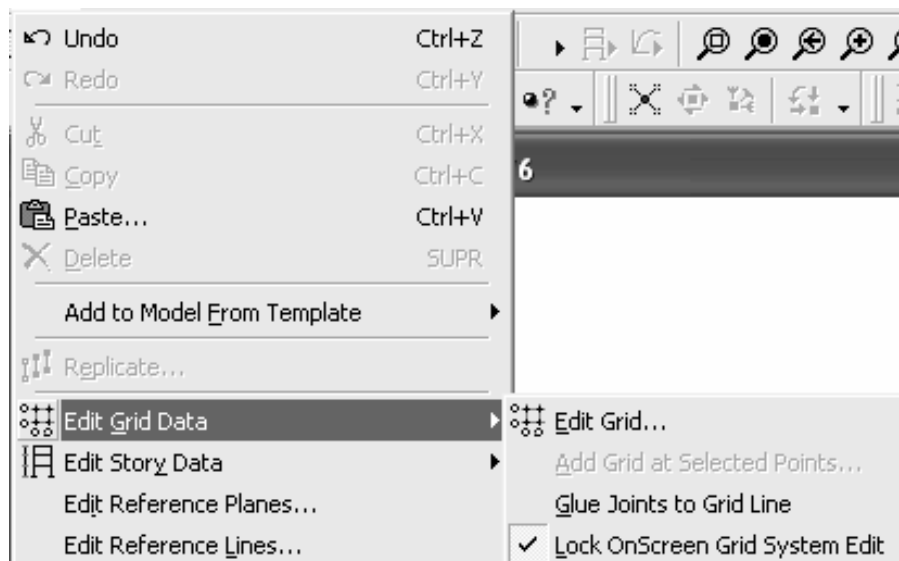 Undo Ctrl+Z
Redo Ctrl+Y
Cut Ctrl+X
Copy Ctrl+C
6
Paste... Ctrl+V
Delete SUPR
Add to Model From Template
Replicate...
Edit Grid Data
Edit Story Data
Edit Reference Planes...
Edit Reference Lines...
Edit Grid...
Add Grid at Selected Points...
Glue Joints to Grid Line
Lock OnScreen Grid System Edit